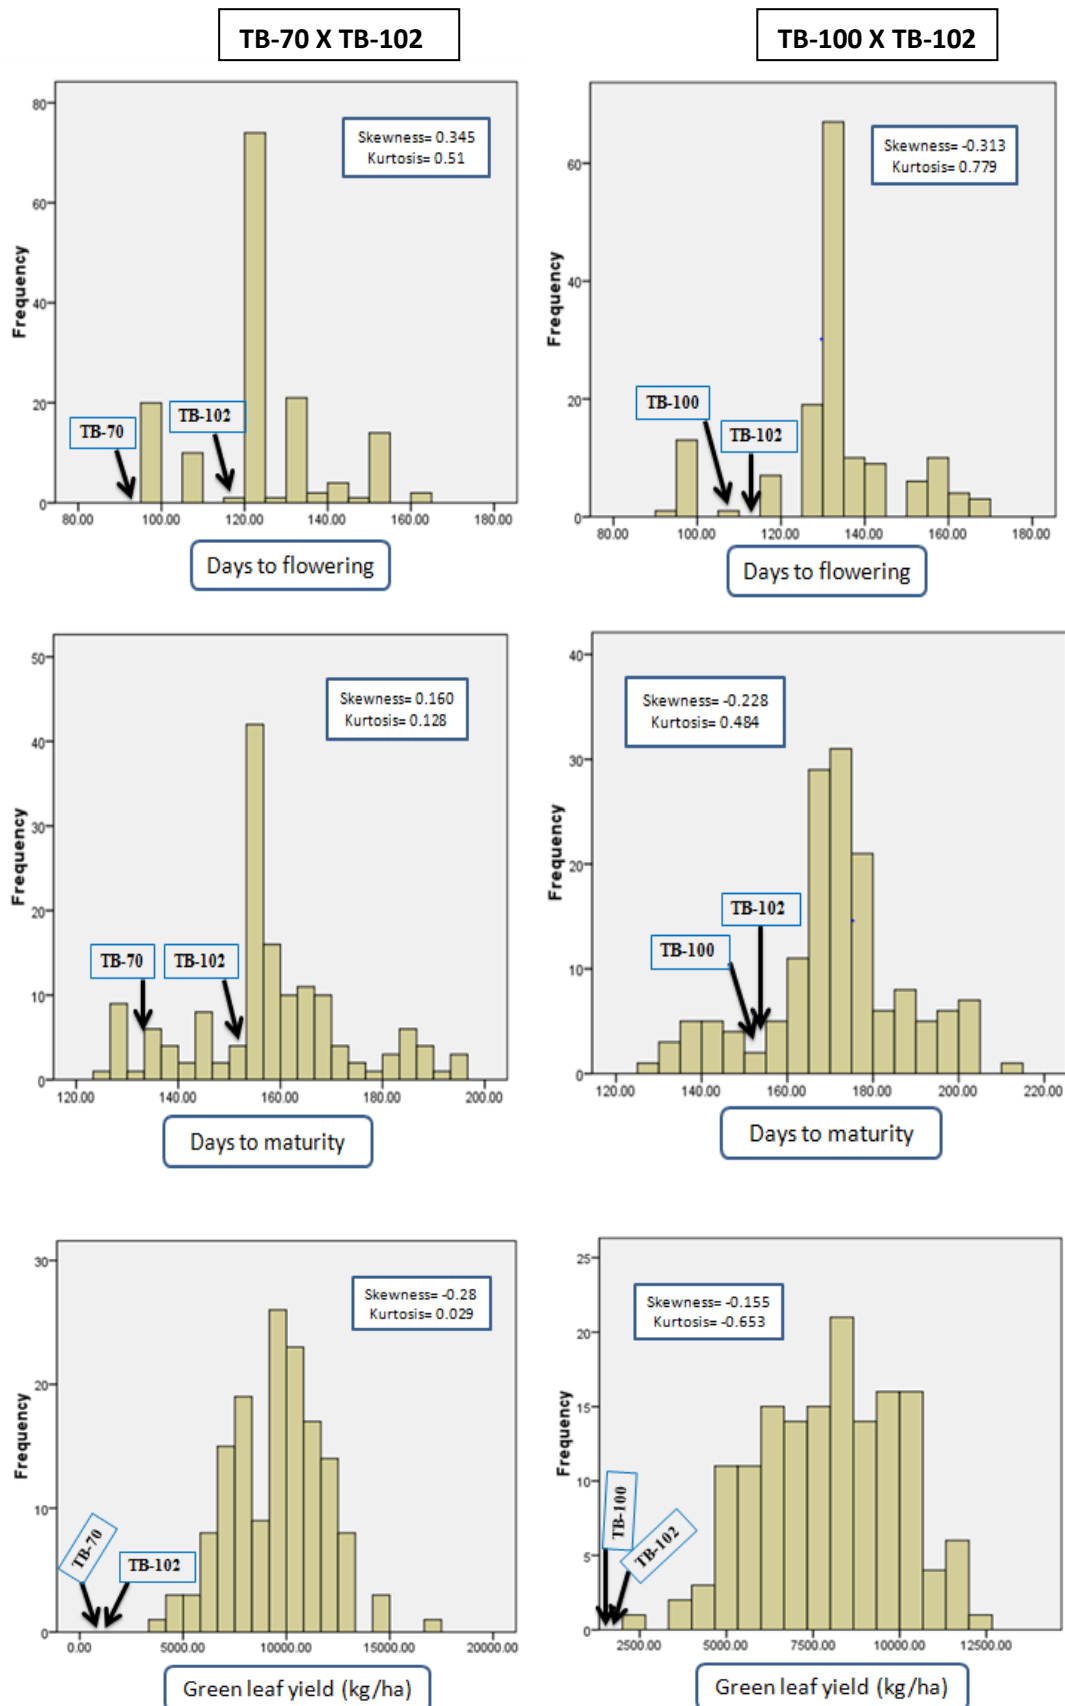 TB-70 X TB-102
TB-100 X TB-102
Skewness= 0.345
Kurtosis= 0.51
Frequency
80
60
40
20
0
TB-70
TB-102
80.00 100.00 120.00 140.00 160.00 180.00
Days to flowering
Skewness= -0.313
Kurtosis= 0.779
Frequency
60
40
20
0
TB-100
TB-102
80.00 100.00 120.00 140.00 160.00 180.00
Days to flowering
Skewness= 0.160
Kurtosis= 0.128
Frequency
50
40
30
20
10
0
TB-70
TB-102
120.00 140.00 160.00 180.00 200.00
Days to maturity
Skewness= -0.228
Kurtosis= 0.484
Frequency
40
30
20
10
0
TB-102
TB-100
120.00 140.00 160.00 180.00 200.00 220.00
Days to maturity
Skewness= -0.28
Kurtosis= 0.029
Frequency
30
20
10
0
TB-70
TB-102
0.00 5000.00 10000.00 15000.00 20000.00
Green leaf yield (kg/ha)
Skewness= -0.155
Kurtosis= -0.653
Frequency
25
20
15
10
5
0
TB-100
TB-102
2500.00 5000.00 7500.00 10000.00 12500.00
Green leaf yield (kg/ha)